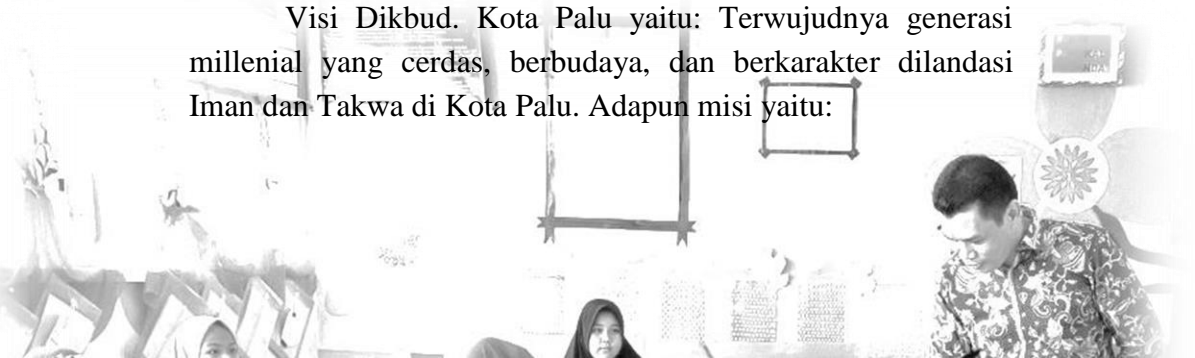 Visi Dikbud. Kota Palu yaitu: Terwujudnya generasi
millenial yang cerdas, berbudaya, dan berkarakter dilandasi
Iman dan Takwa di Kota Palu. Adapun misi yaitu: